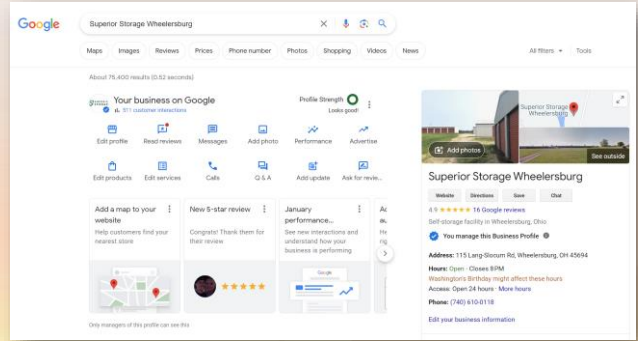 Google
Superior Storage Wheelersburg
Maps
Images
Reviews
Prices
Phone number
Photos
Shopping
Videos
News
All filters
Tools
About 75,400 results (0.52 seconds)
Your business on Google
customer interactions
Profile Strength
Looks good!
Edit profile
Read reviews
Messages
Add photo
Performance
Advertise
Edit products
Edit services
Calls
Q & A
Add update
Ask for revie...
Add a map to your
website
Help customers find your
nearest store
New 5-star review
Congrats! Thank them for
their review
January
performance...
See new interactions and
understand how your
business is performing
Google
Only managers of this profile can see this
Superior Storage
Wheelersburg
Add photos
See outside
Superior Storage Wheelersburg
Website
Directions
Save
Chat
4.9 ★★★★★ 16 Google reviews
Self-storage facility in Wheelersburg, Ohio
You manage this Business Profile
Address: 115 Lang-Slocum Rd, Wheelersburg, OH 45694
Hours: Open · Closes 8 PM
Washington's Birthday might affect these hours
Access: Open 24 hours · More hours
Phone: (740) 610-0118
Edit your business information